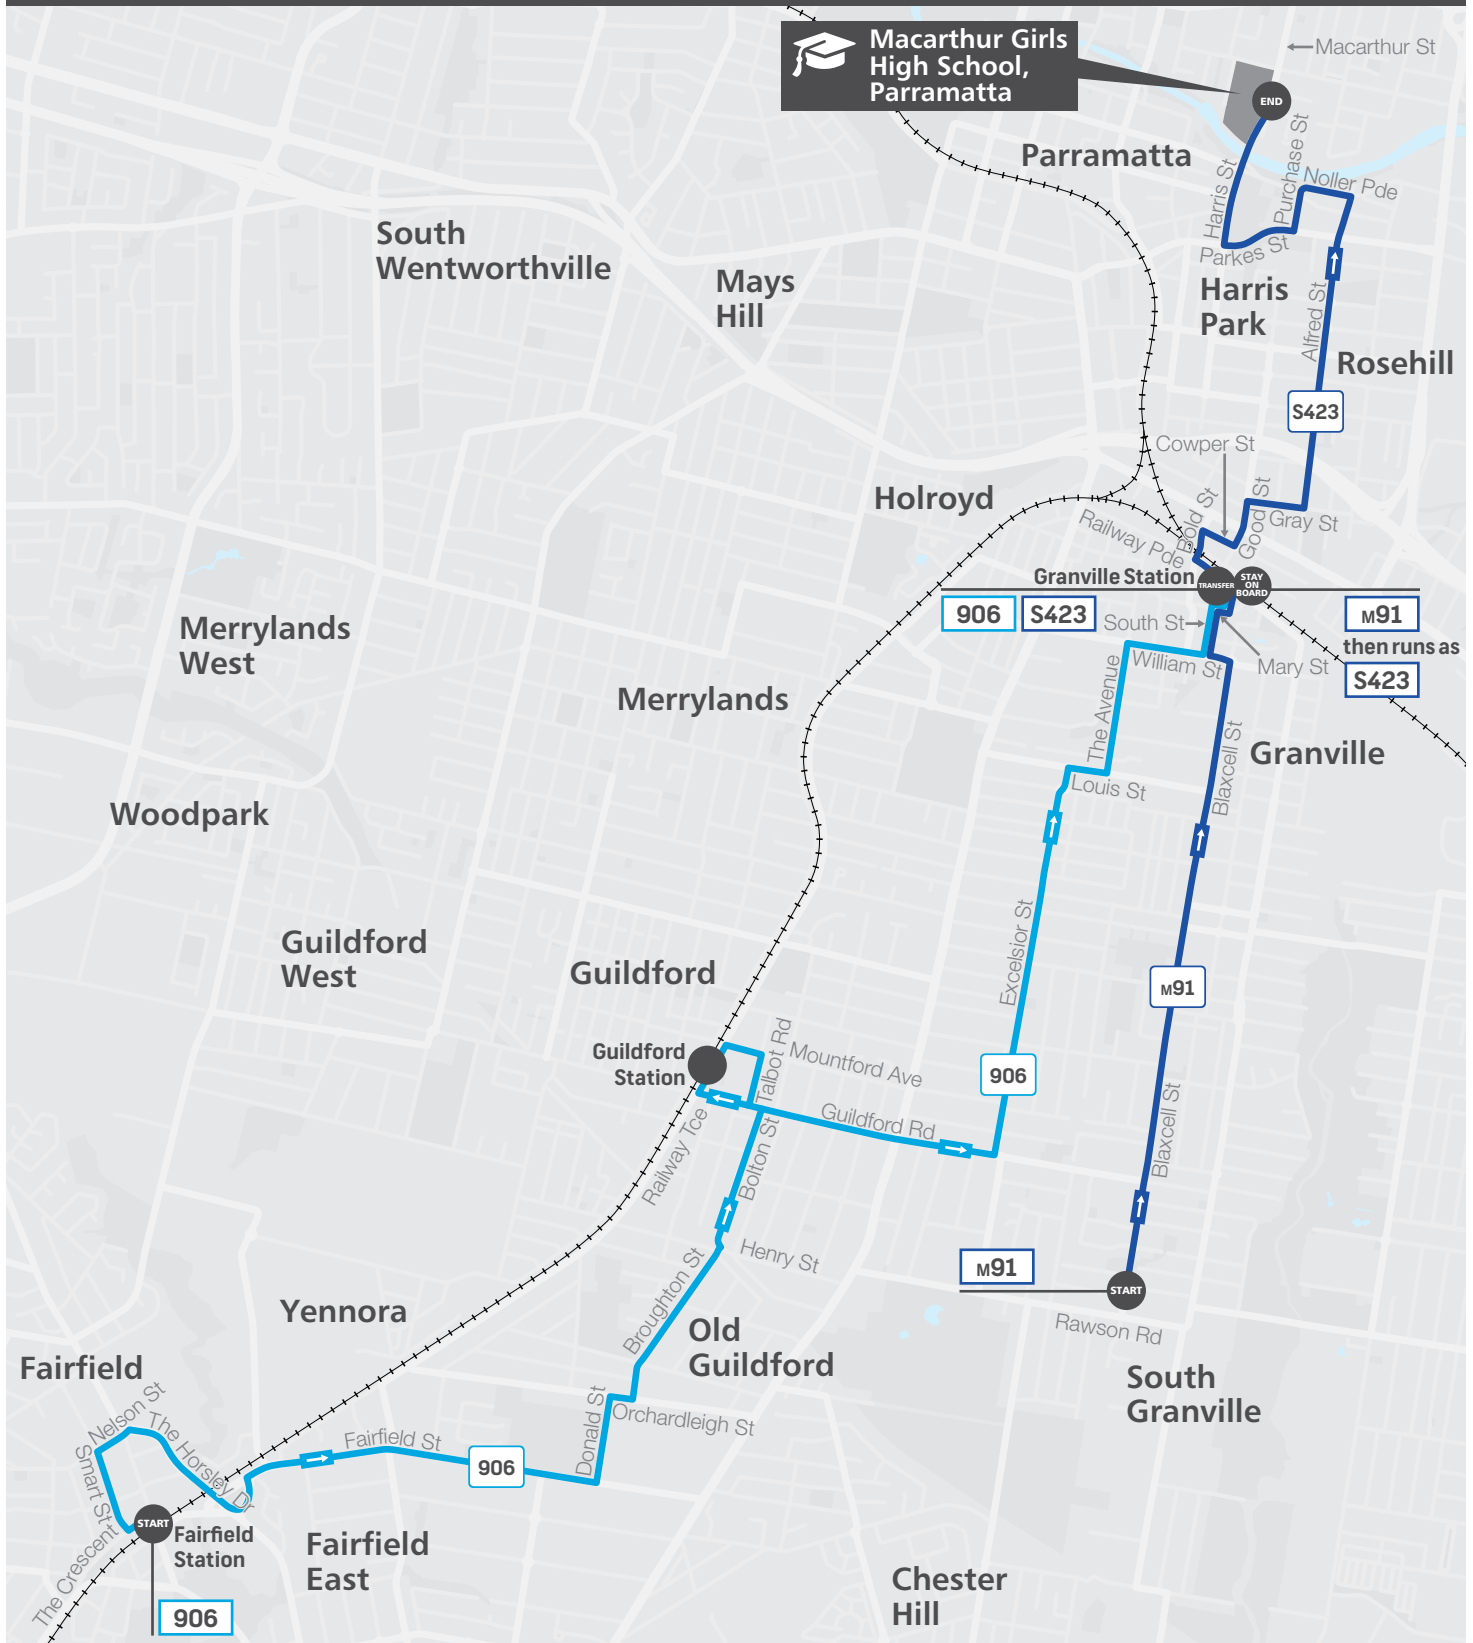 Macarthur Girls
High School,
Parramatta
Macarthur St
END
Parramatta
Purchase St
Noller Pde
Harris St
Parkes St
South
Wentworthville
Mays
Hill
Harris
Park
Alfred St
Rosehill
S423
Cowper St
Holroyd
Bold St
Good St
Gray St
Railway Pde
Granville Station
TRANSFER
STAY
ON
BOARD
906
S423
M91
then runs as
S423
South St
William St
Mary St
Merrylands
West
Merrylands
The Avenue
Granville
Blaxcell St
Louis St
Woodpark
Guildford
West
Guildford
Excelsior St
M91
Guildford
Station
Talbot Rd
Mountford Ave
906
Guildford Rd
Railway Tce
Bolton St
Blaxcell St
Henry St
M91
START
Rawson Rd
Broughton St
Yennora
Old
Guildford
Fairfield
South
Granville
Nelson St
The Horsley Dr
Smart St
Fairfield St
906
Donald St
Orchardleigh St
START
Fairfield
Station
The Crescent
Fairfield
East
Chester
Hill
906